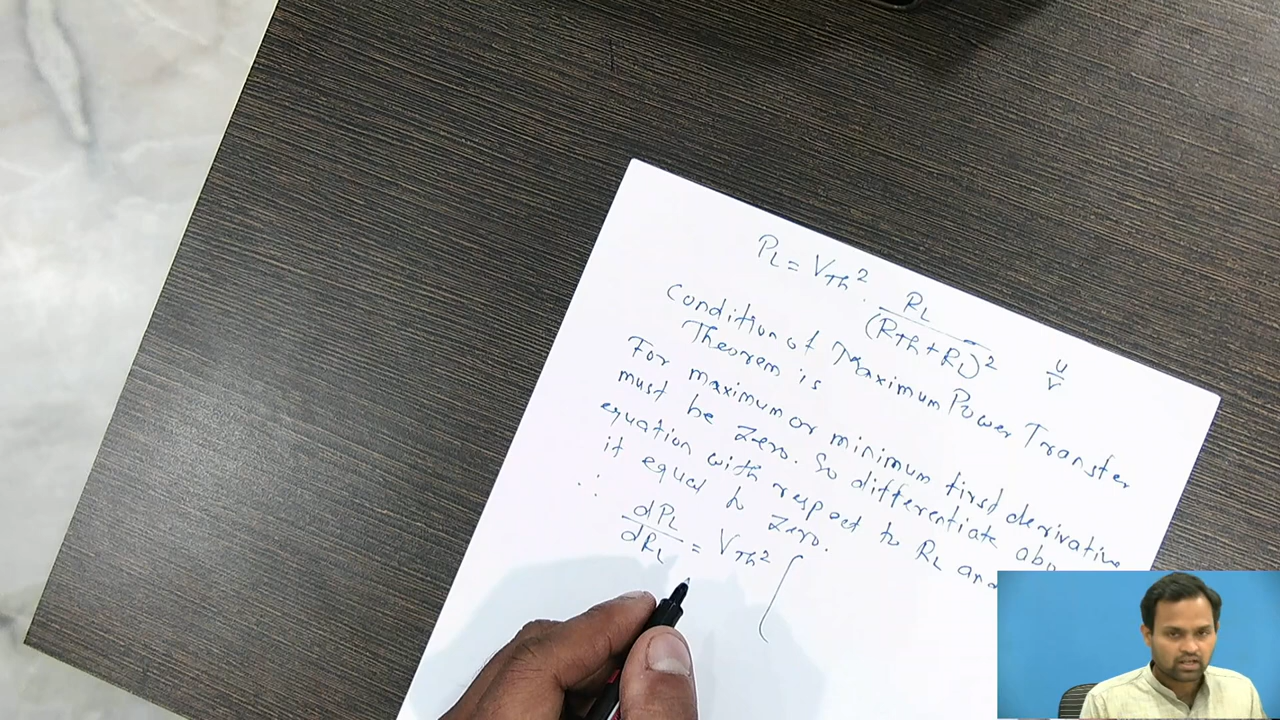 PL = VTh² . RL / (RTh + RL)² u/v
Condition of Maximum Power Transfer
Theorem is
For maximum or minimum first derivative
must be zero. So differentiate
equation with respect to RL and
it equal to zero.
∴ dPL / dRL = VTh² [